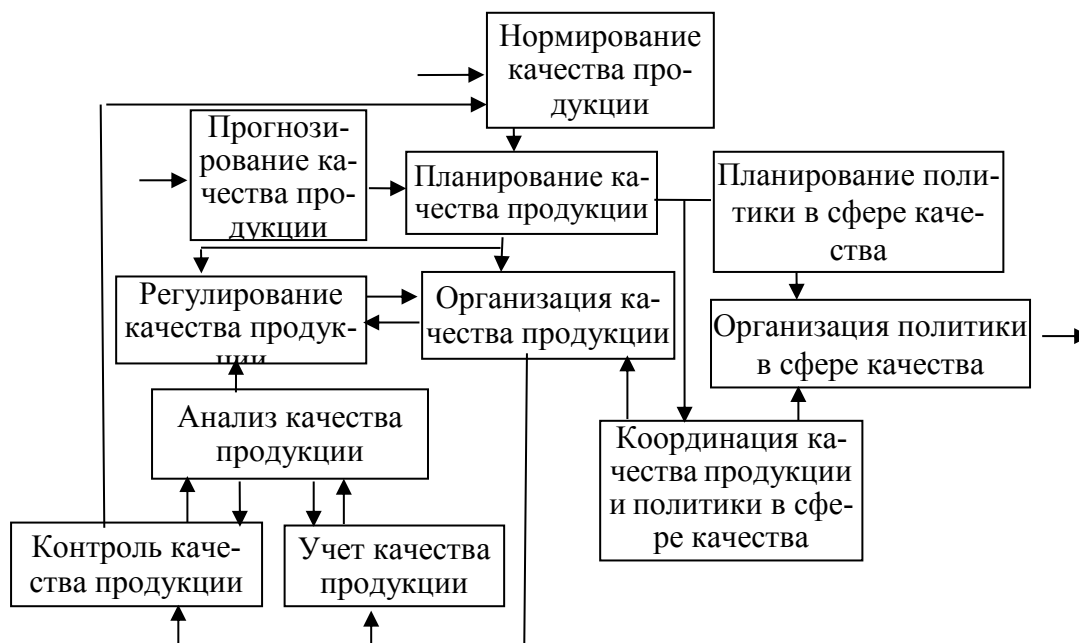 Нормирование
качества про-
дукции
Прогнози-
рование ка-
чества про-
дукции
Планирование ка-
чества продукции
Планирование поли-
тики в сфере каче-
ства
Регулирование
качества продук-
ции
Организация ка-
чества продукции
Организация политики
в сфере качества
Анализ качества
продукции
Координация ка-
чества продукции
и политики в сфе-
ре качества
Контроль каче-
ства продукции
Учет качества
продукции